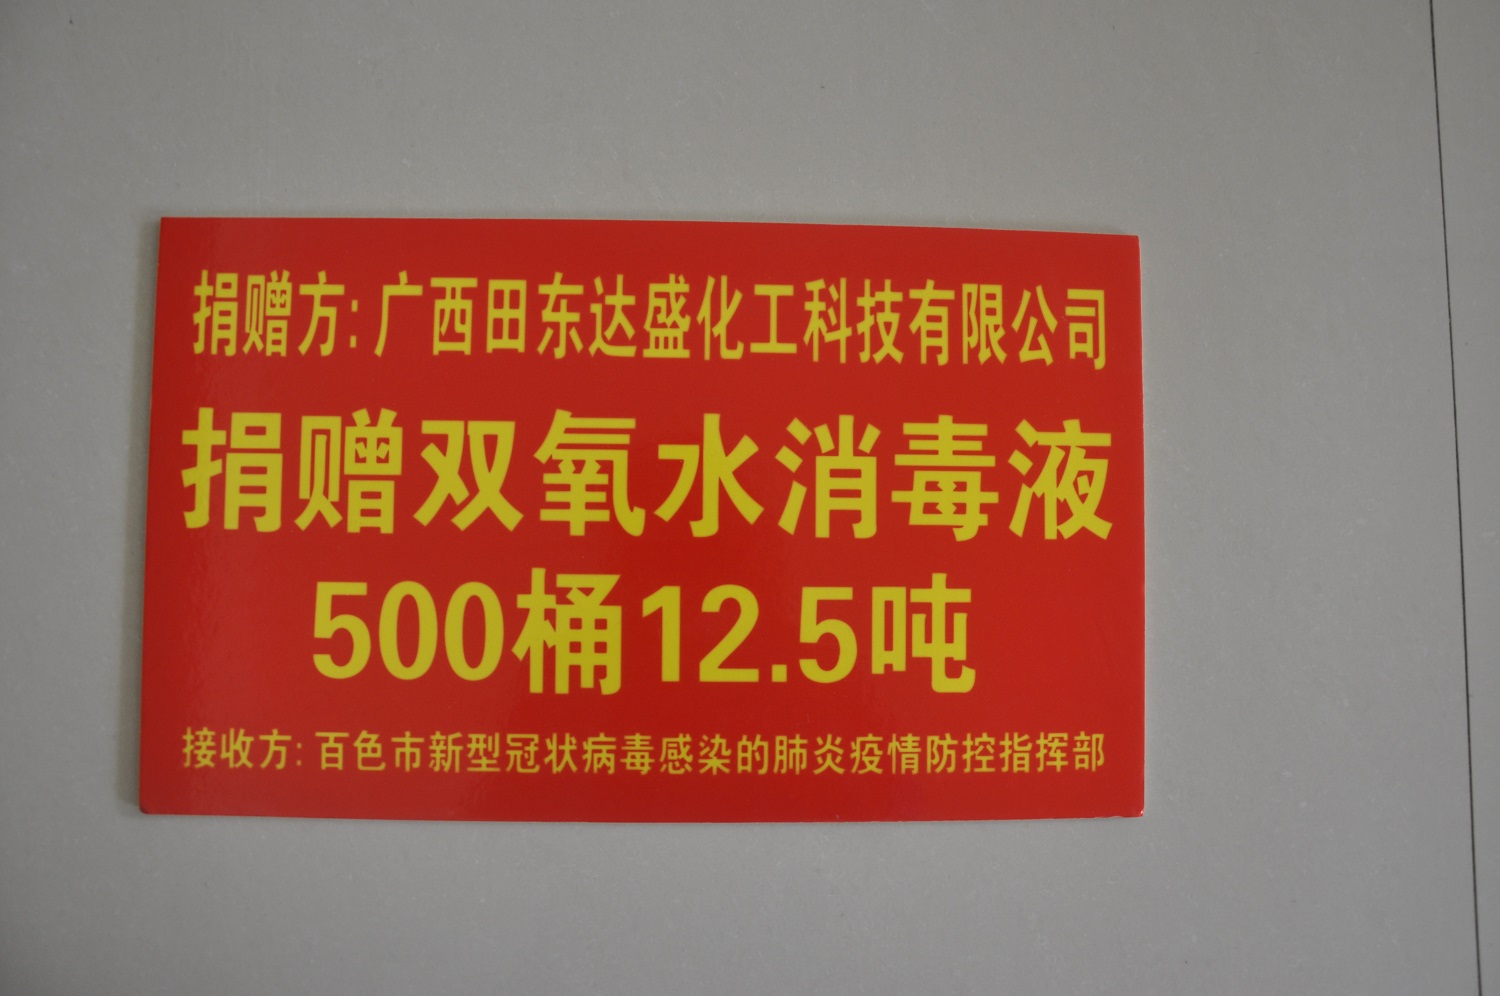 捐赠方:广西田东达盛化工科技有限公司
捐赠双氧水消毒液
500桶12.5吨
接收方:百色市新型冠状病毒感染的肺炎疫情防控指挥部